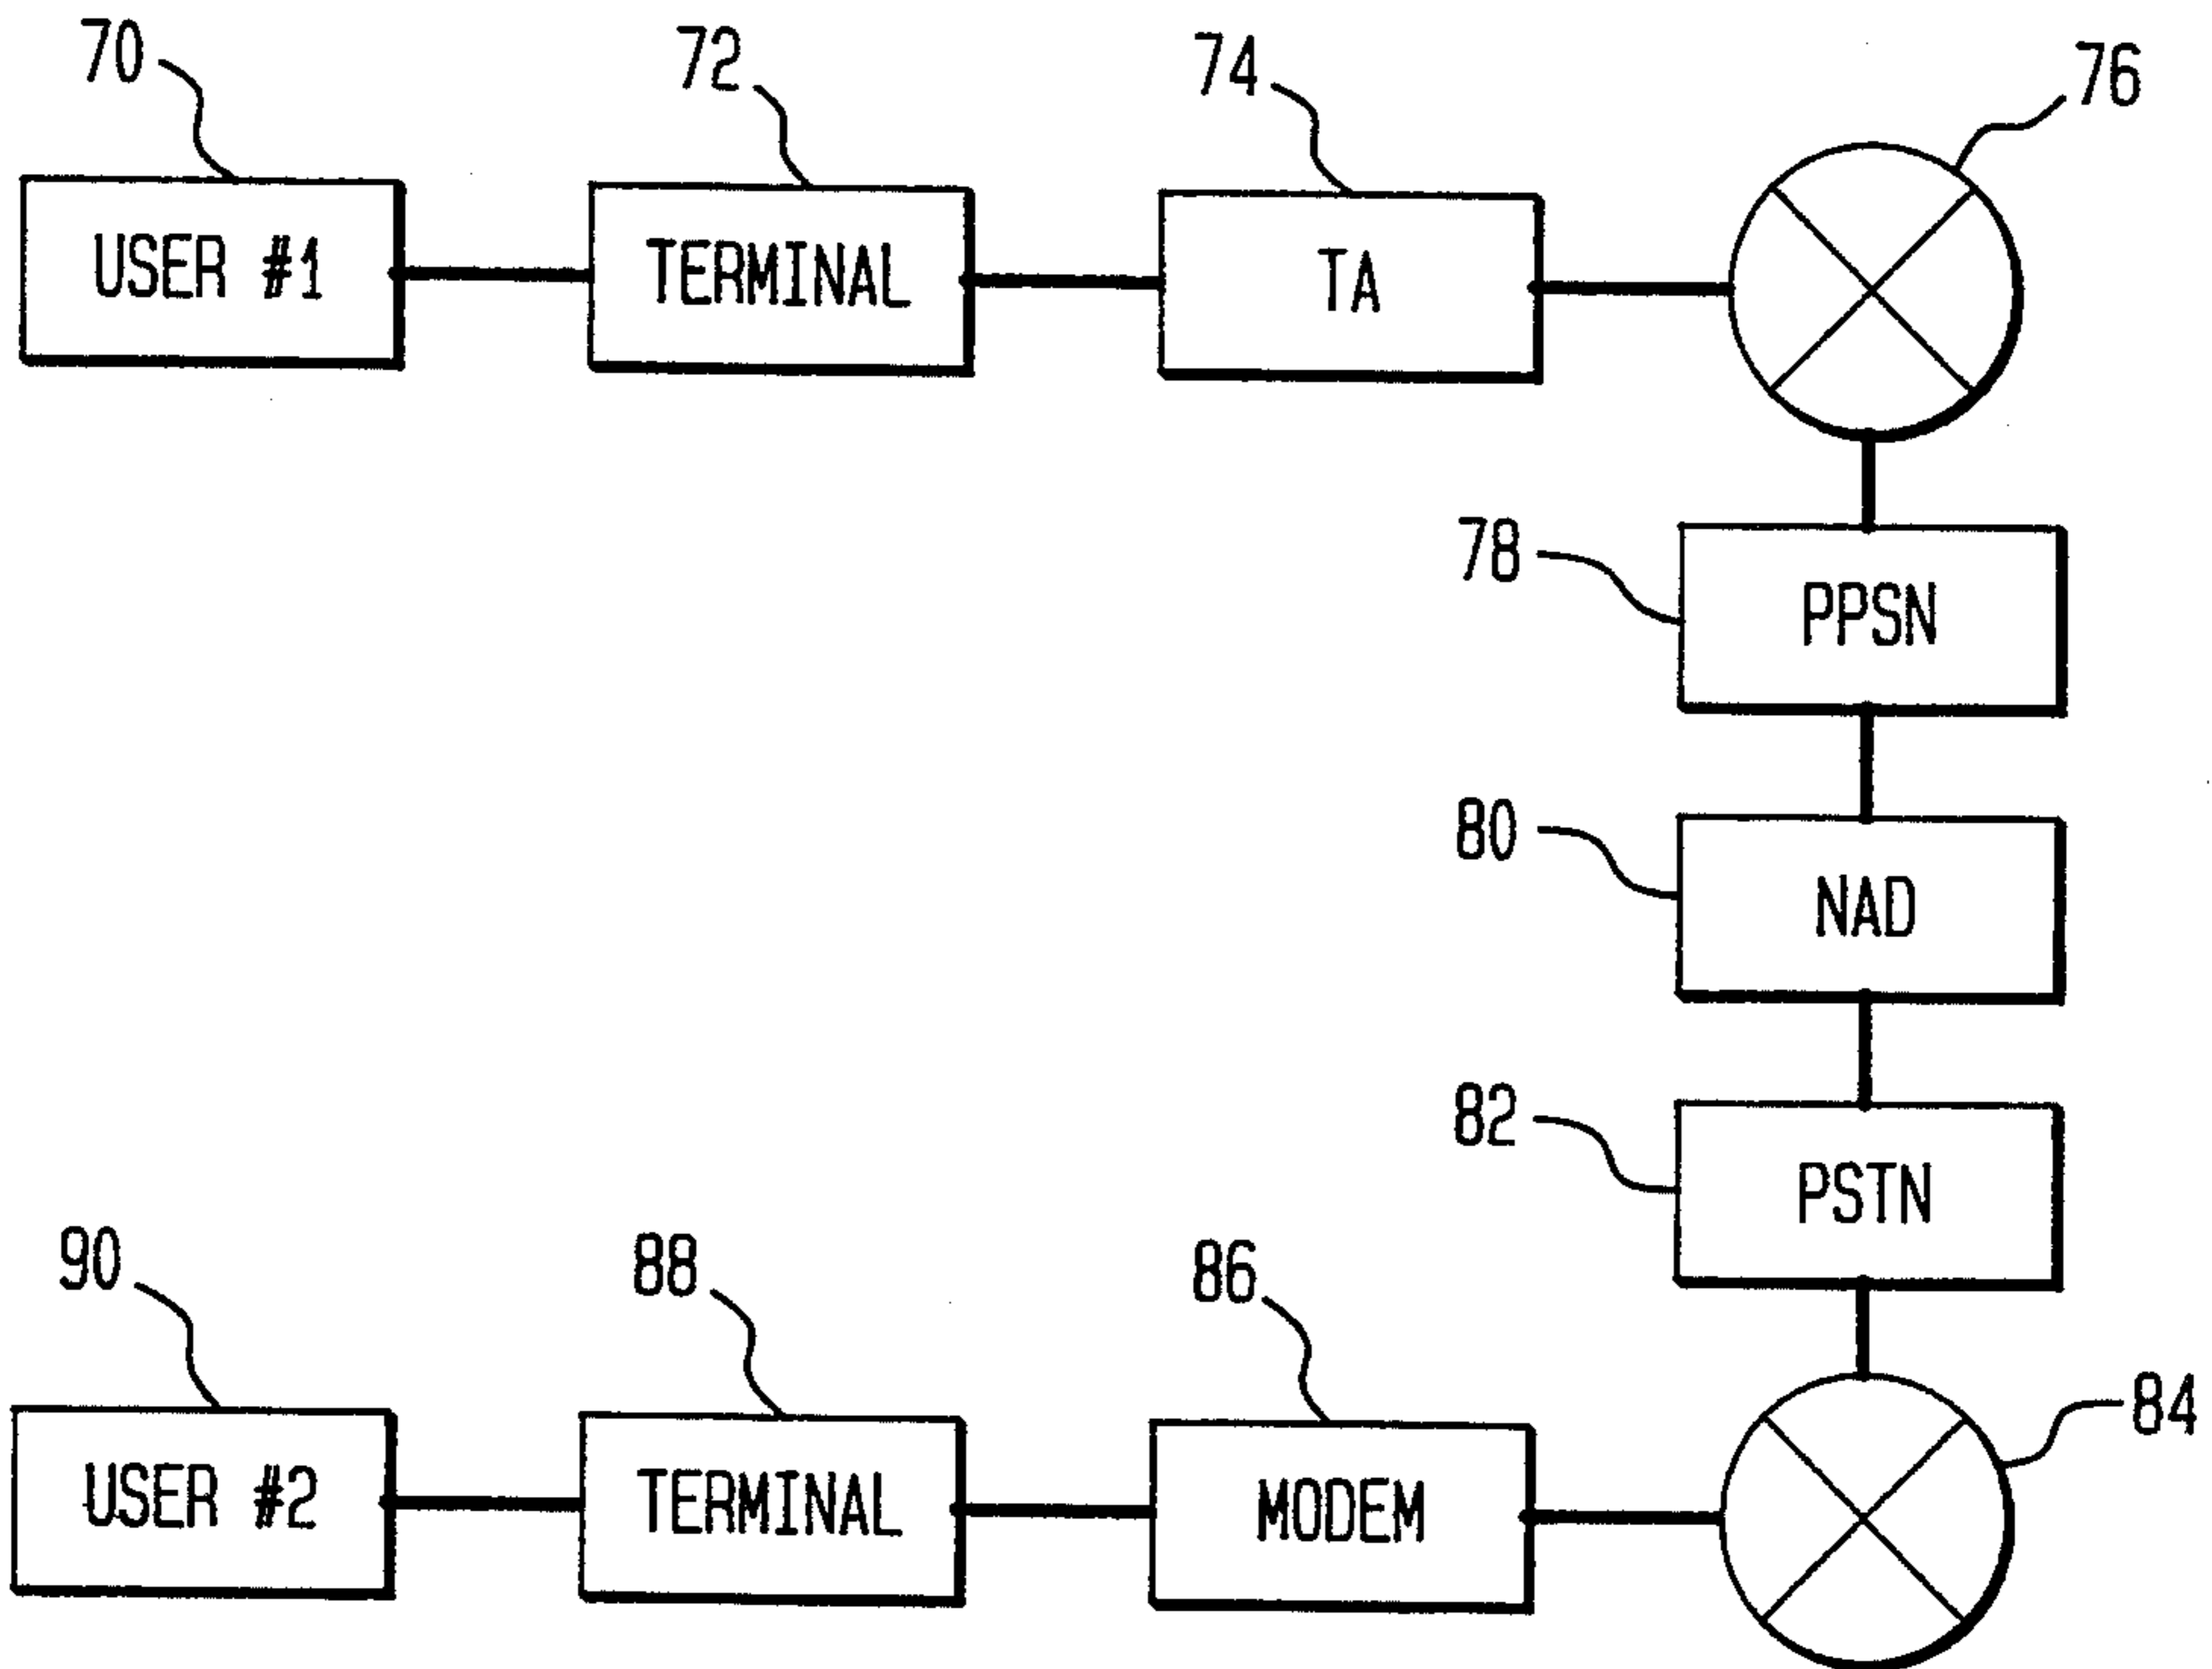 70
72
74
76
USER #1
TERMINAL
TA
78
PPSN
80
NAD
82
PSTN
90
88
86
84
USER #2
TERMINAL
MODEM